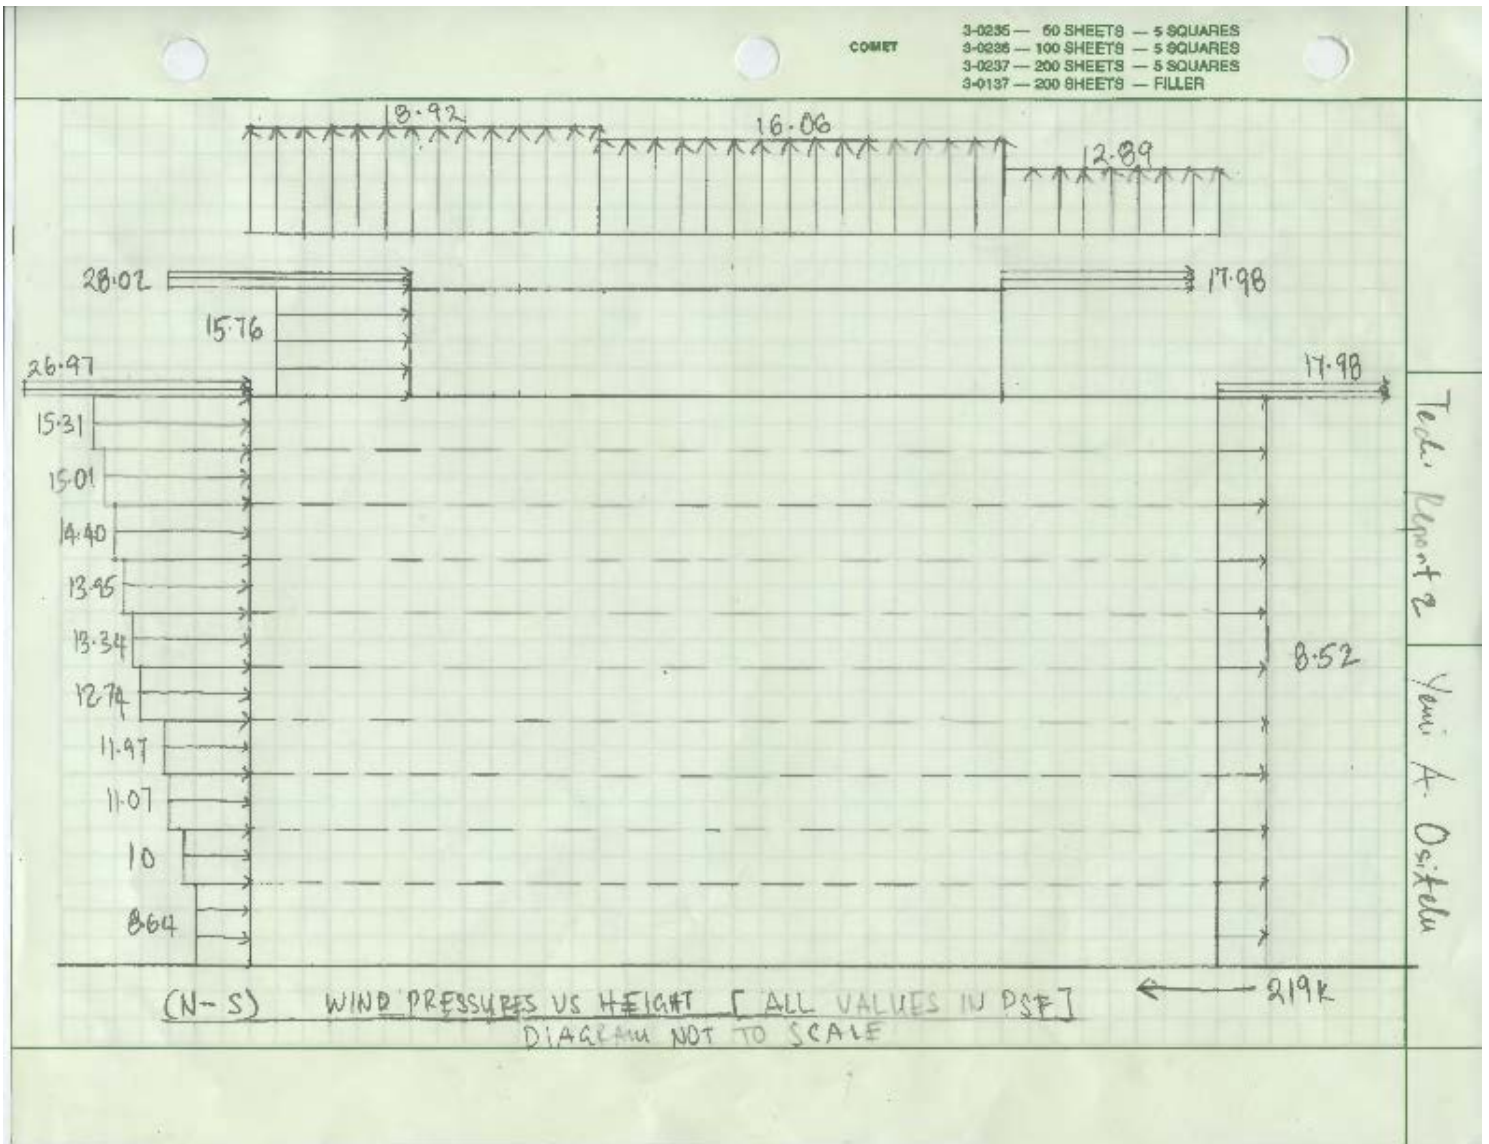 COMET
3-0235 — 50 SHEETS — 5 SQUARES
3-0236 — 100 SHEETS — 5 SQUARES
3-0237 — 200 SHEETS — 5 SQUARES
3-0137 — 200 SHEETS — FILLER
18.92
16.06
12.89
28.02
17.98
15.76
26.97
17.98
15.31
15.01
14.40
13.95
13.34
12.74
11.97
11.07
10
8.64
8.52
219K
(N-S) WIND PRESSURES VS HEIGHT [ ALL VALUES IN PSF]
DIAGRAM NOT TO SCALE
Tech. Report 2
Yemi A. Ositelu